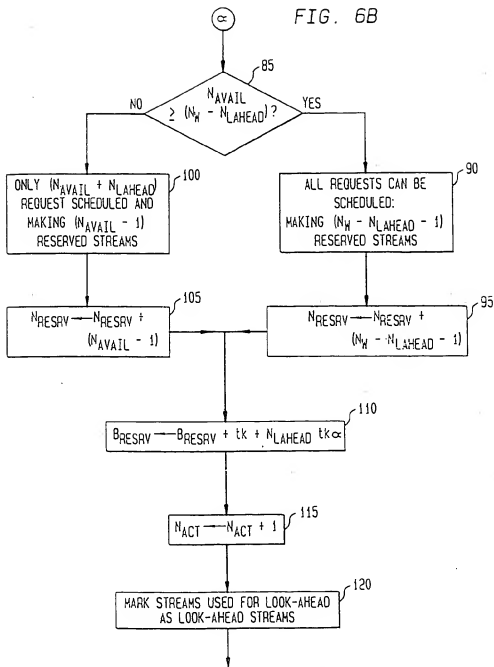 FIG. 6B
∝
85
N_AVAIL
≥ (N_W - N_LAHEAD)?
NO
YES
100
ONLY (N_AVAIL + N_LAHEAD)
REQUEST SCHEDULED AND
MAKING (N_AVAIL - 1)
RESERVED STREAMS
90
ALL REQUESTS CAN BE
SCHEDULED:
MAKING (N_W - N_LAHEAD - 1)
RESERVED STREAMS
105
N_RESRV ← N_RESRV +
(N_AVAIL - 1)
95
N_RESRV ← N_RESRV +
(N_W - N_LAHEAD - 1)
110
B_RESRV ← B_RESRV + tk + N_LAHEAD tk∝
115
N_ACT ← N_ACT + 1
120
MARK STREAMS USED FOR LOOK-AHEAD
AS LOOK-AHEAD STREAMS